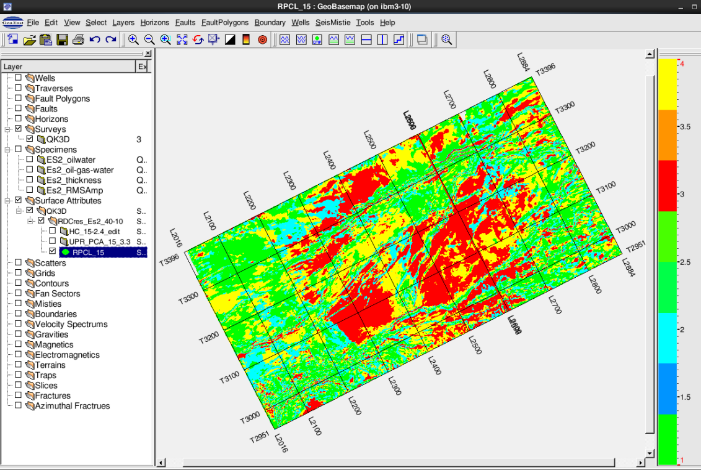 RPCL_15 : GeoBasemap (on ibm3-10)
File Edit View Select Layers Horizons Faults FaultPolygons Boundary Wells SeisMistie Tools Help
Layer Ex
Wells
Traverses
Fault Polygons
Faults
Horizons
Surveys
QK3D 3
Specimens
ES2_oilwater Q..
Es2_oil-gas-water Q..
Es2_thickness Q..
Es2_RMSAmp Q..
Surface Attributes
QK3D S..
RDCres_Es2_40-10 S..
HC_15-2.4_edit S..
UPR_PCA_15_3.3 S..
RPCL_15 S..
Scatters
Grids
Contours
Fan Sectors
Misties
Boundaries
Velocity Spectrums
Gravities
Magnetics
Electromagnetics
Terrains
Traps
Slices
Fractures
Azimuthal Fractrues
L2016
L2100
L2200
L2300
L2400
L2500
L2700
L2800
L2884
T3396
T3300
T3200
T3100
T3000
T2951
L2884
L2800
L2700
L2500
L2400
L2300
L2200
L2100
L2016
T2951
T3000
T3100
T3200
T3300
T3396
4
3.5
3
2.5
2
1.5
1